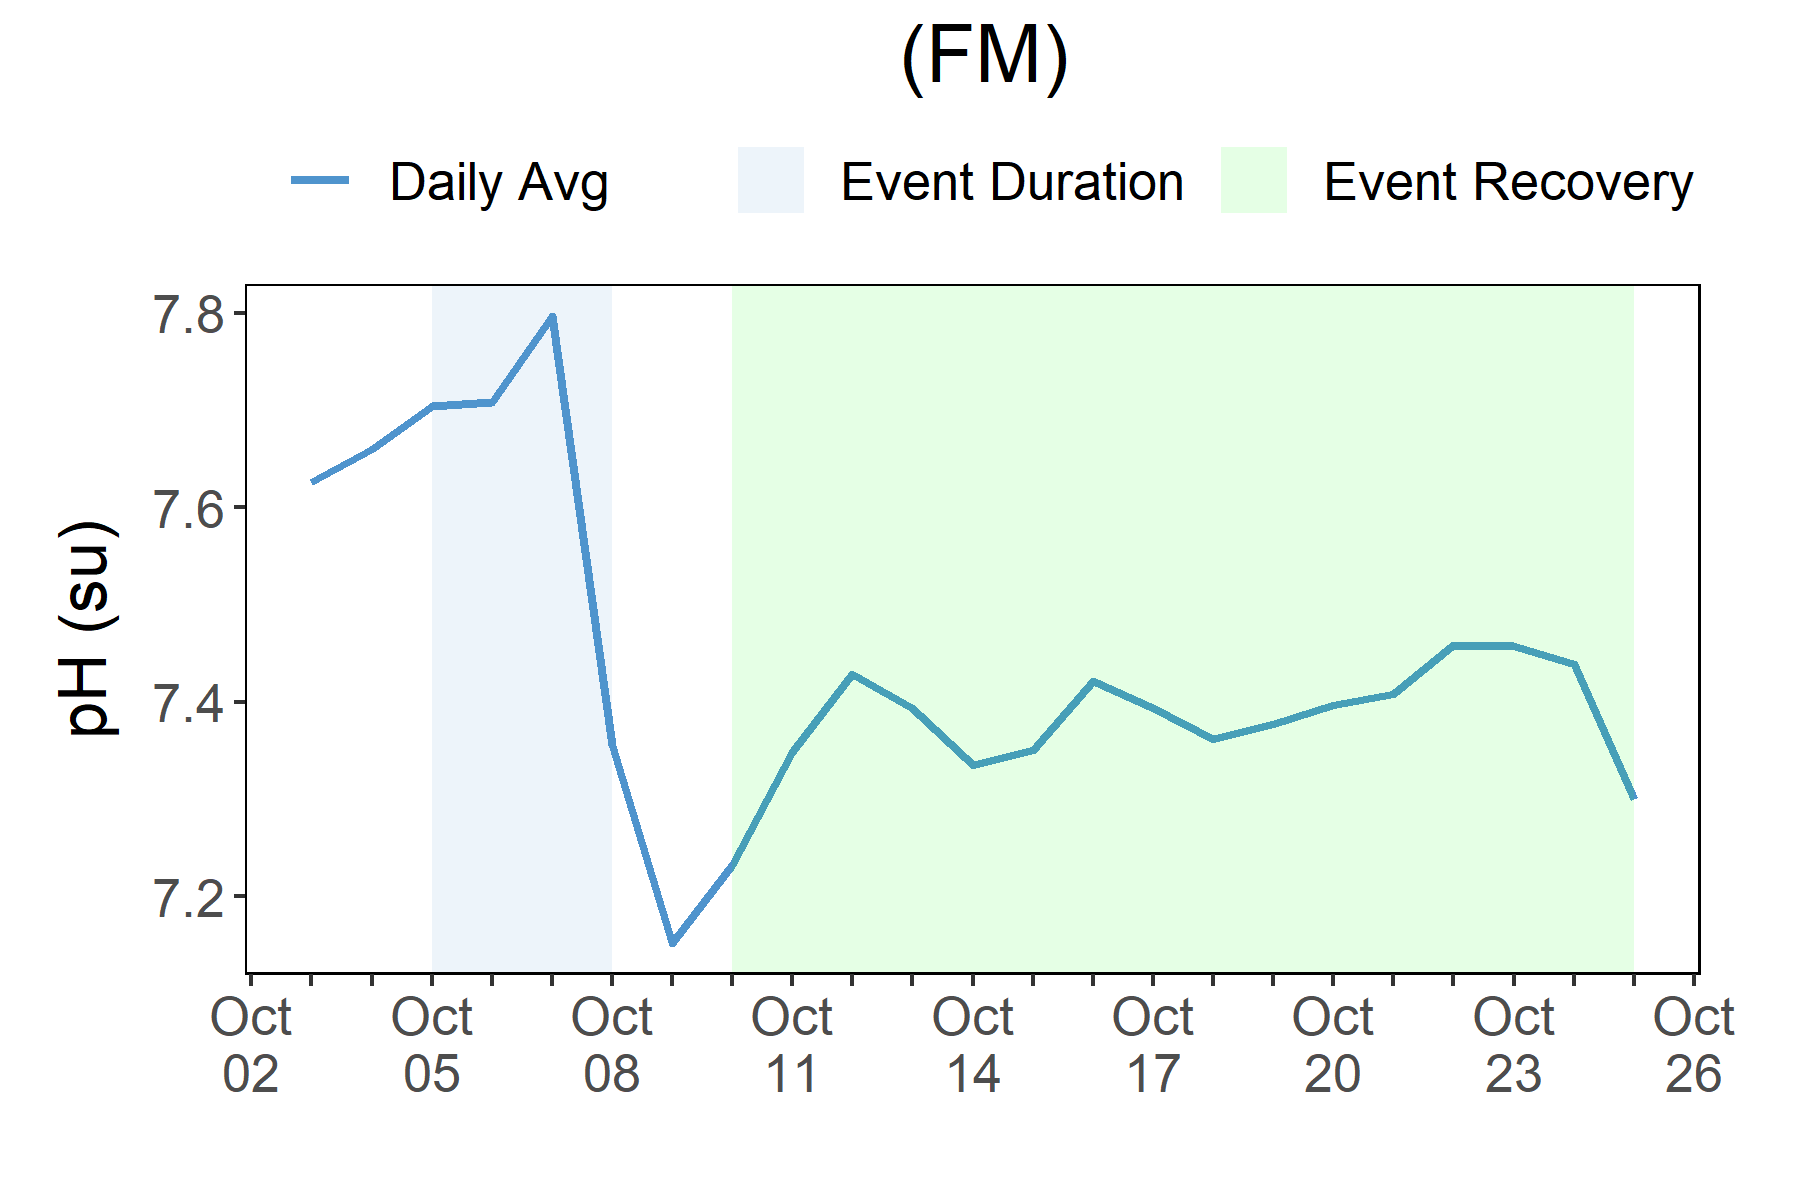 (FM)
Daily Avg Event Duration Event Recovery
7.8
7.6
7.4
7.2
pH (su)
Oct Oct Oct Oct Oct Oct Oct Oct Oct
02 05 08 11 14 17 20 23 26